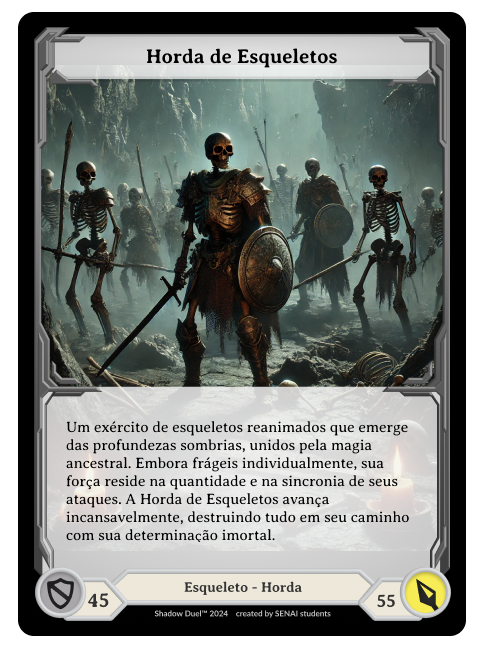 Horda de Esqueletos
Um exército de esqueletos reanimados que emerge
das profundezas sombrias, unidos pela magia
ancestral. Embora frágeis individualmente, sua
força reside na quantidade e na sincronia de seus
ataques. A Horda de Esqueletos avança
incansavelmente, destruindo tudo em seu caminho
com sua determinação imortal.
45
Esqueleto - Horda
55
Shadow Duel™ 2024 created by SENAI students